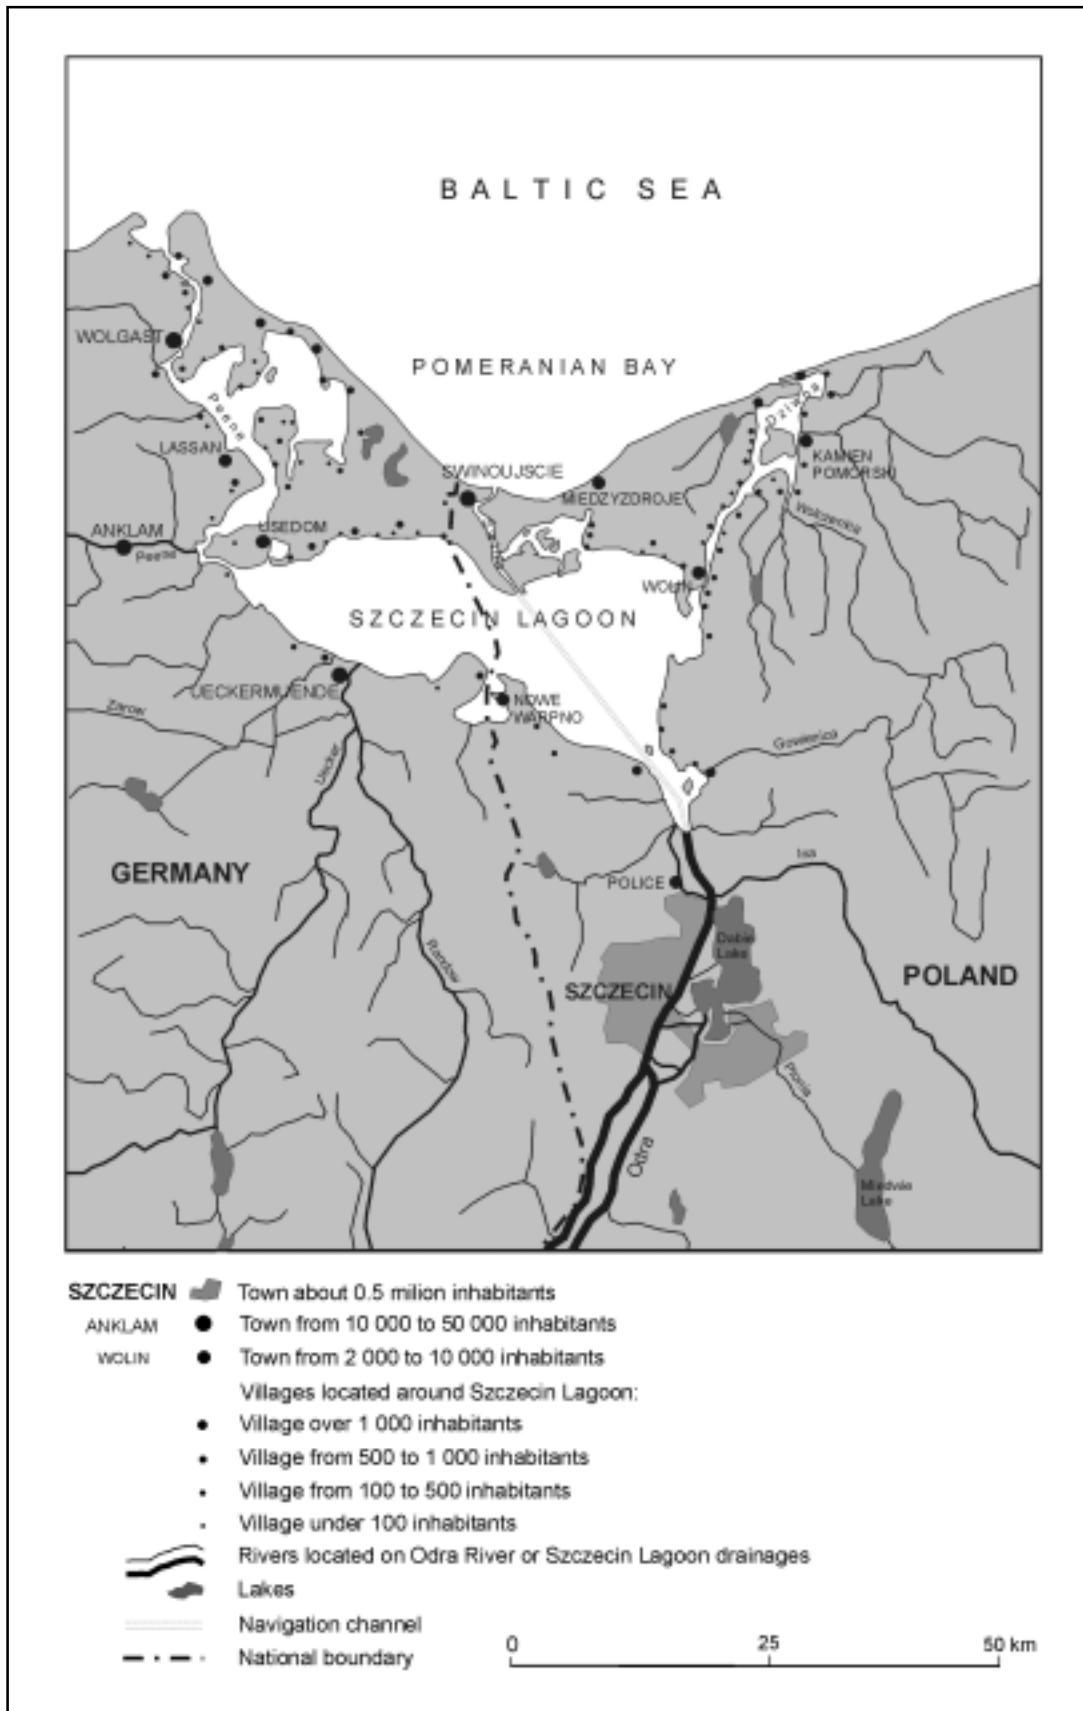 BALTIC SEA
POMERANIAN BAY
WOLGAST
Peene
Dziwna
LASSAN
KAMIEN
POMORSKI
SWINOUJSCIE
MIEDZYZDROJE
Wolczenica
ANKLAM
USEDOM
Peene
WOLIN
SZCZECIN LAGOON
UECKERMUENDE
NOWE
WARPNO
Zarow
Gowienica
Uecker
GERMANY
POLICE
Ina
Randow
Dabie
Lake
POLAND
SZCZECIN
Plonia
Odra
Miedwie
Lake
SZCZECIN Town about 0.5 milion inhabitants
ANKLAM Town from 10 000 to 50 000 inhabitants
WOLIN Town from 2 000 to 10 000 inhabitants
Villages located around Szczecin Lagoon:
Village over 1 000 inhabitants
Village from 500 to 1 000 inhabitants
Village from 100 to 500 inhabitants
Village under 100 inhabitants
Rivers located on Odra River or Szczecin Lagoon drainages
Lakes
Navigation channel
National boundary
0 25 50 km